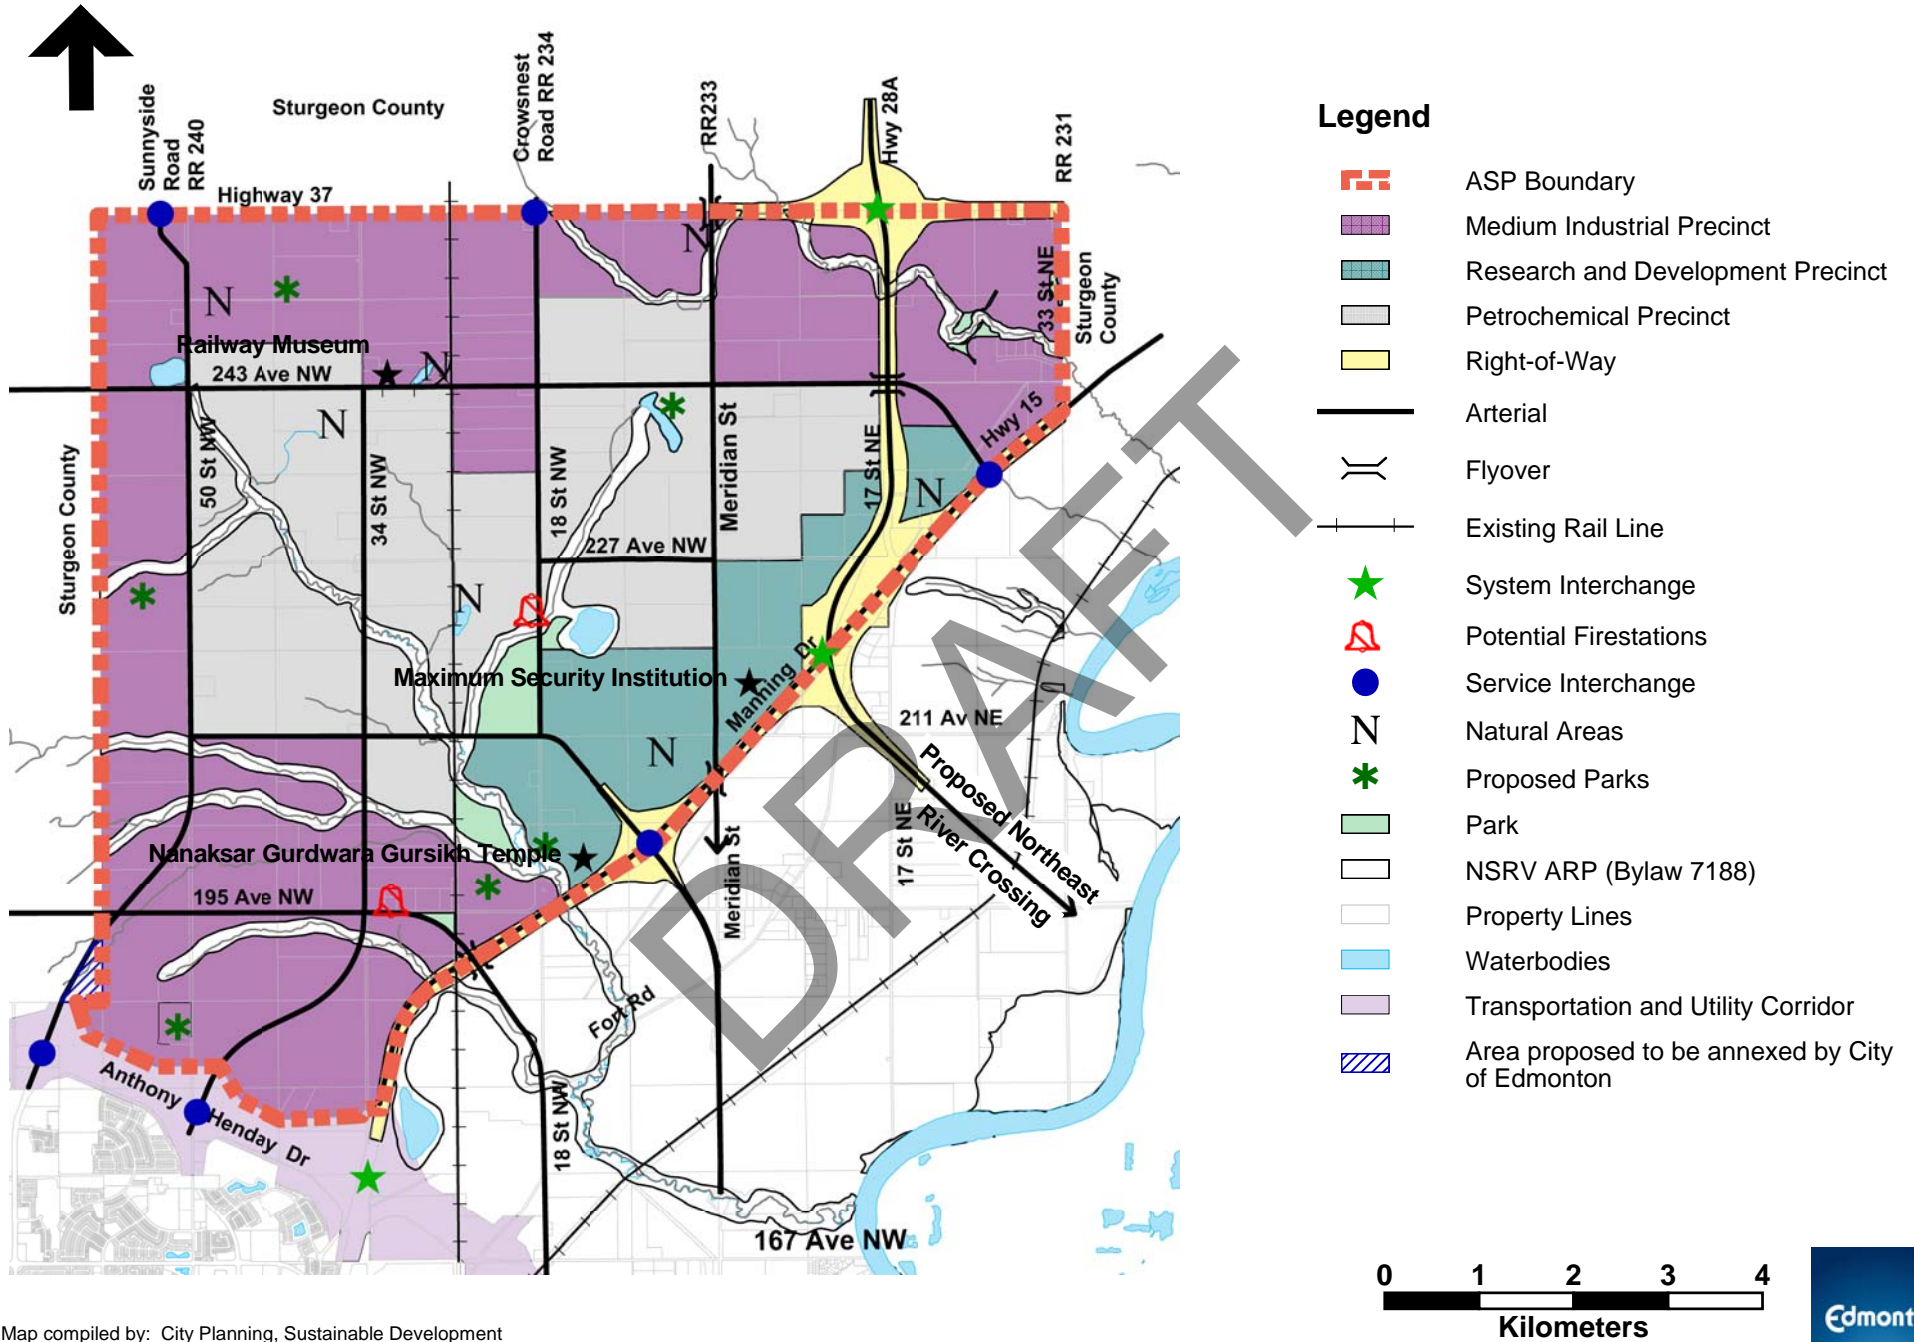 Sunnyside
Road
RR 240
Sturgeon County
Crowsnest
Road RR 234
RR233
Hwy 28A
RR 231
Highway 37
N
N
33 St NE
Sturgeon
County
Railway Museum
N
243 Ave NW
N
Hwy 15
Sturgeon County
50 St NW
34 St NW
18 St NW
Meridian St
17 St NE
N
227 Ave NW
N
Maximum Security Institution
Manning Dr
N
211 Av NE
Proposed Northeast
River Crossing
Meridian St
17 St NE
Nanaksar Gurdwara Gursikh Temple
195 Ave NW
Fort Rd
Anthony
Henday Dr
18 St NW
167 Ave NW
DRAFT
Legend
ASP Boundary
Medium Industrial Precinct
Research and Development Precinct
Petrochemical Precinct
Right-of-Way
Arterial
Flyover
Existing Rail Line
System Interchange
Potential Firestations
Service Interchange
N Natural Areas
Proposed Parks
Park
NSRV ARP (Bylaw 7188)
Property Lines
Waterbodies
Transportation and Utility Corridor
Area proposed to be annexed by City
of Edmonton
0 1 2 3 4
Kilometers
Edmont
Map compiled by: City Planning, Sustainable Development